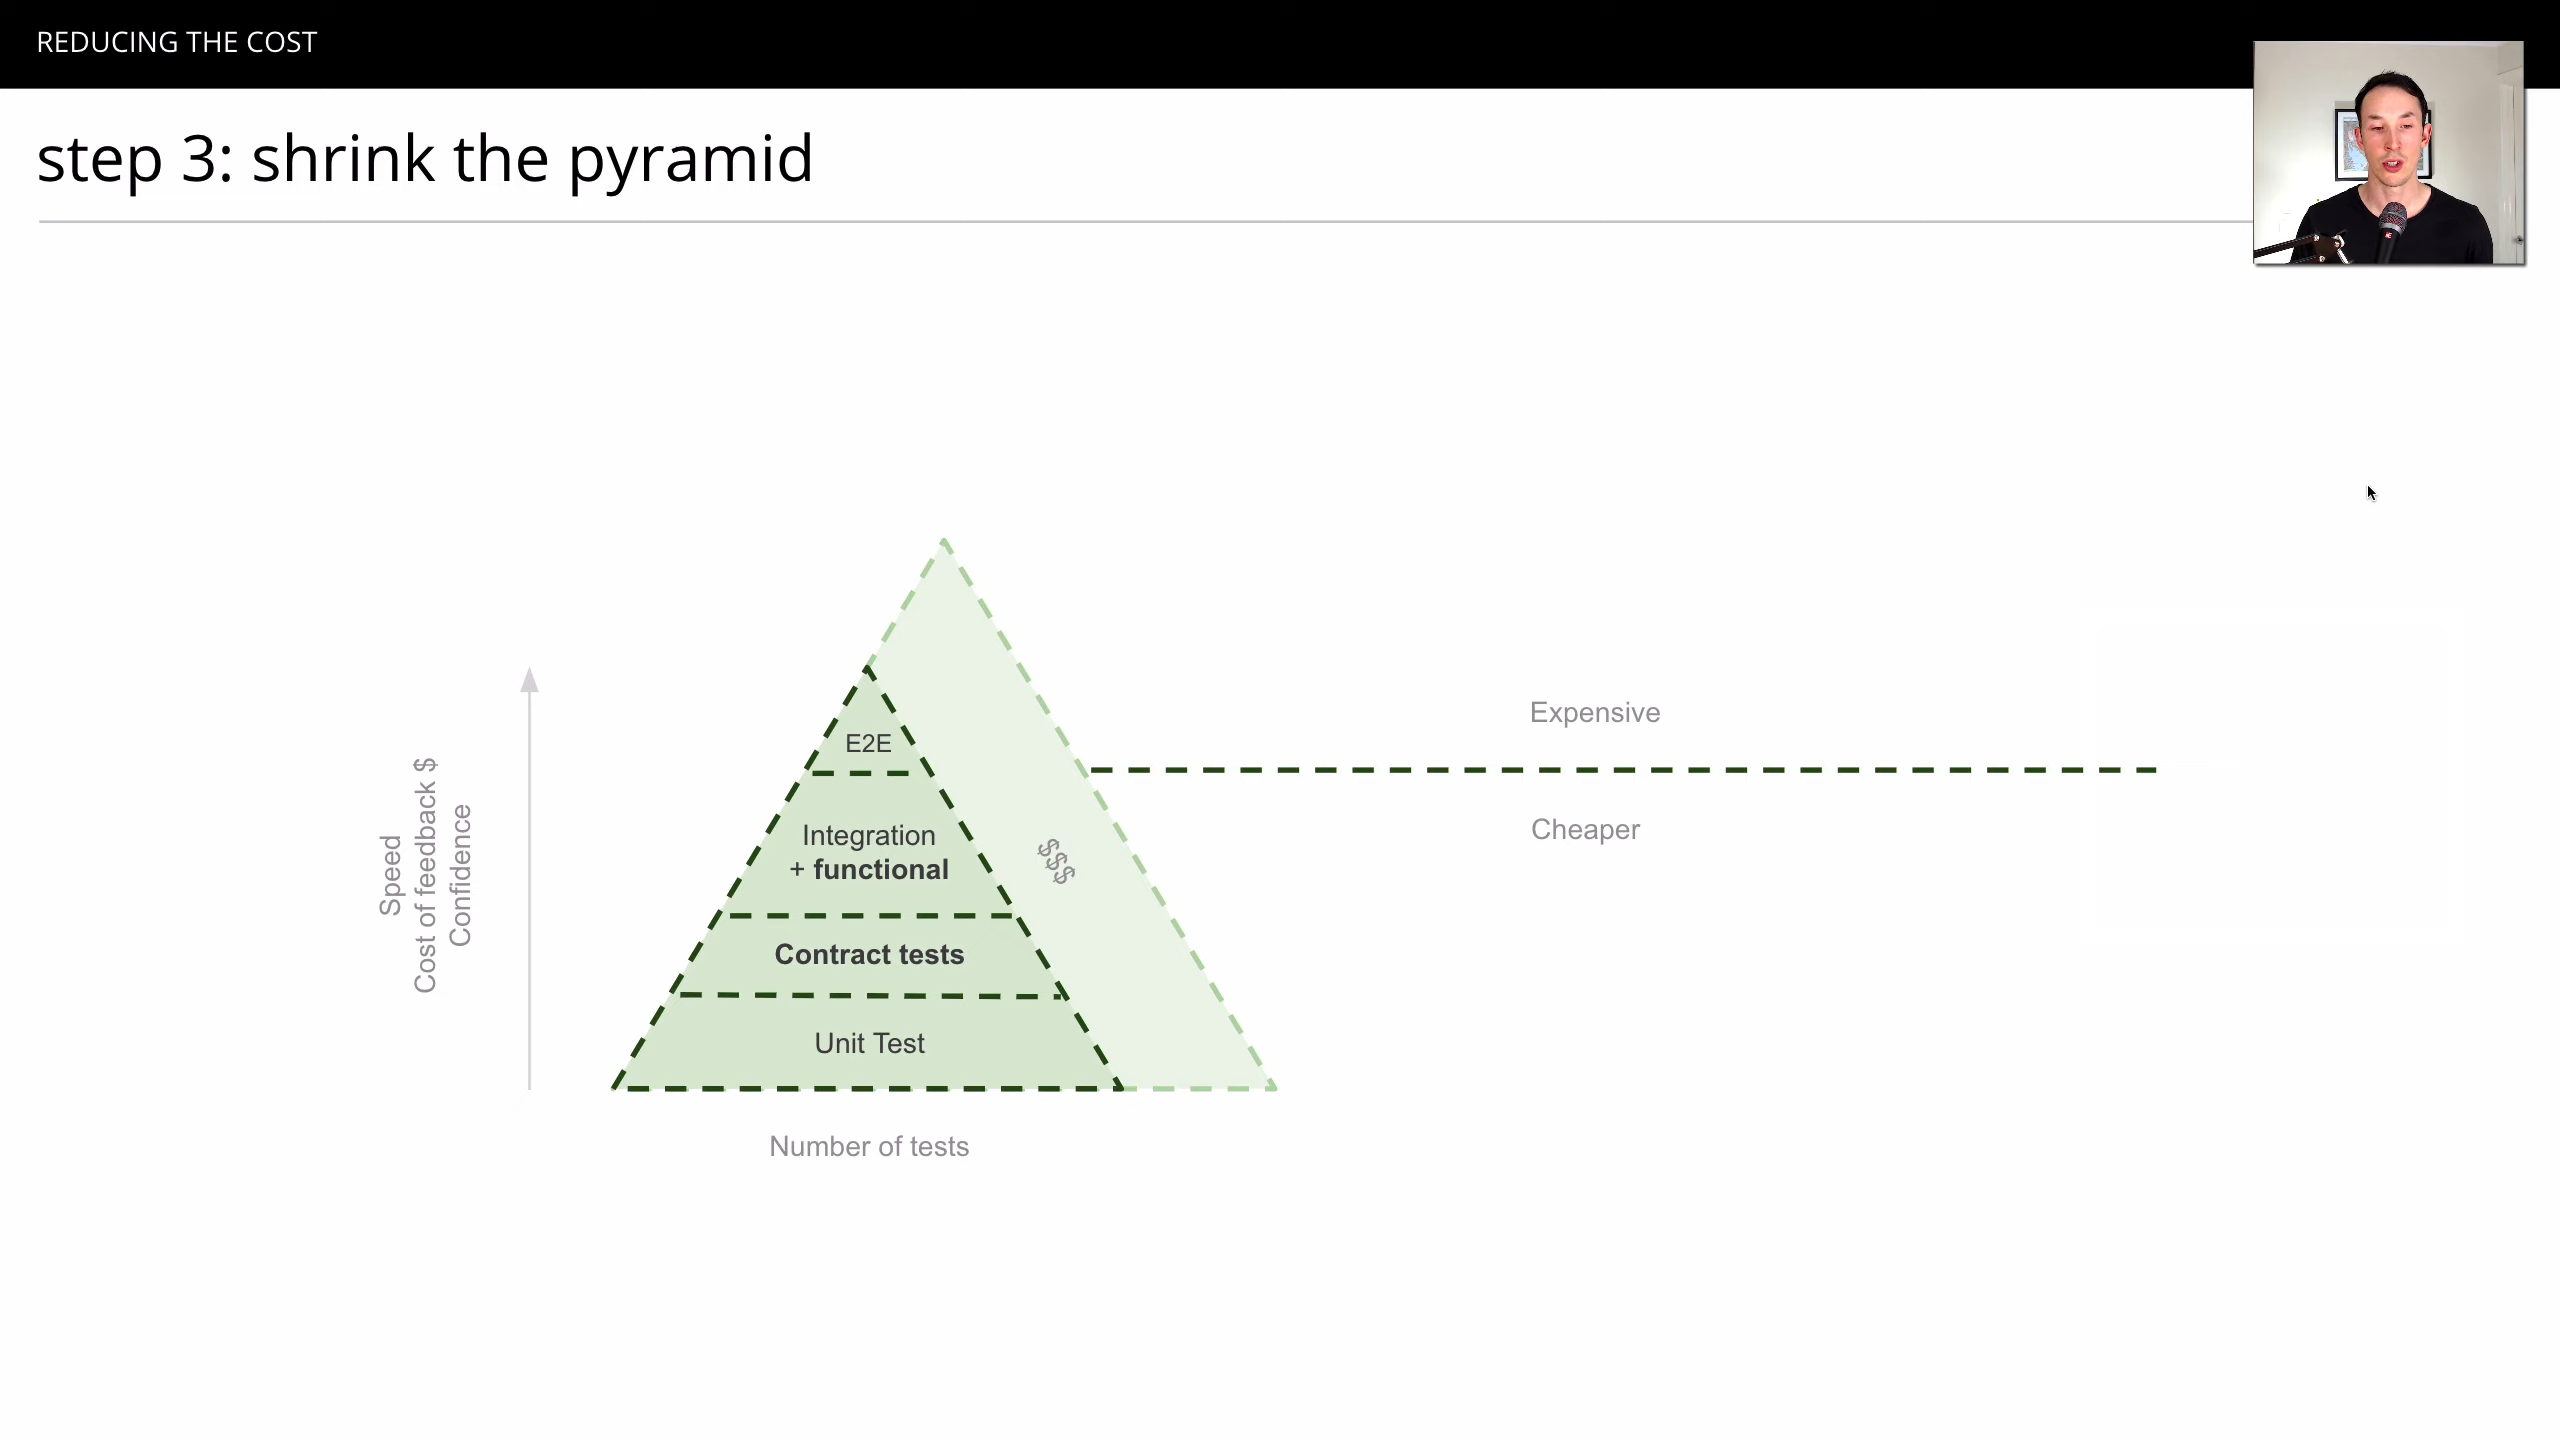 REDUCING THE COST
step 3: shrink the pyramid
Speed
Cost of feedback $
Confidence
E2E
Integration
+ functional
Contract tests
Unit Test
$$$
Expensive
Cheaper
Number of tests